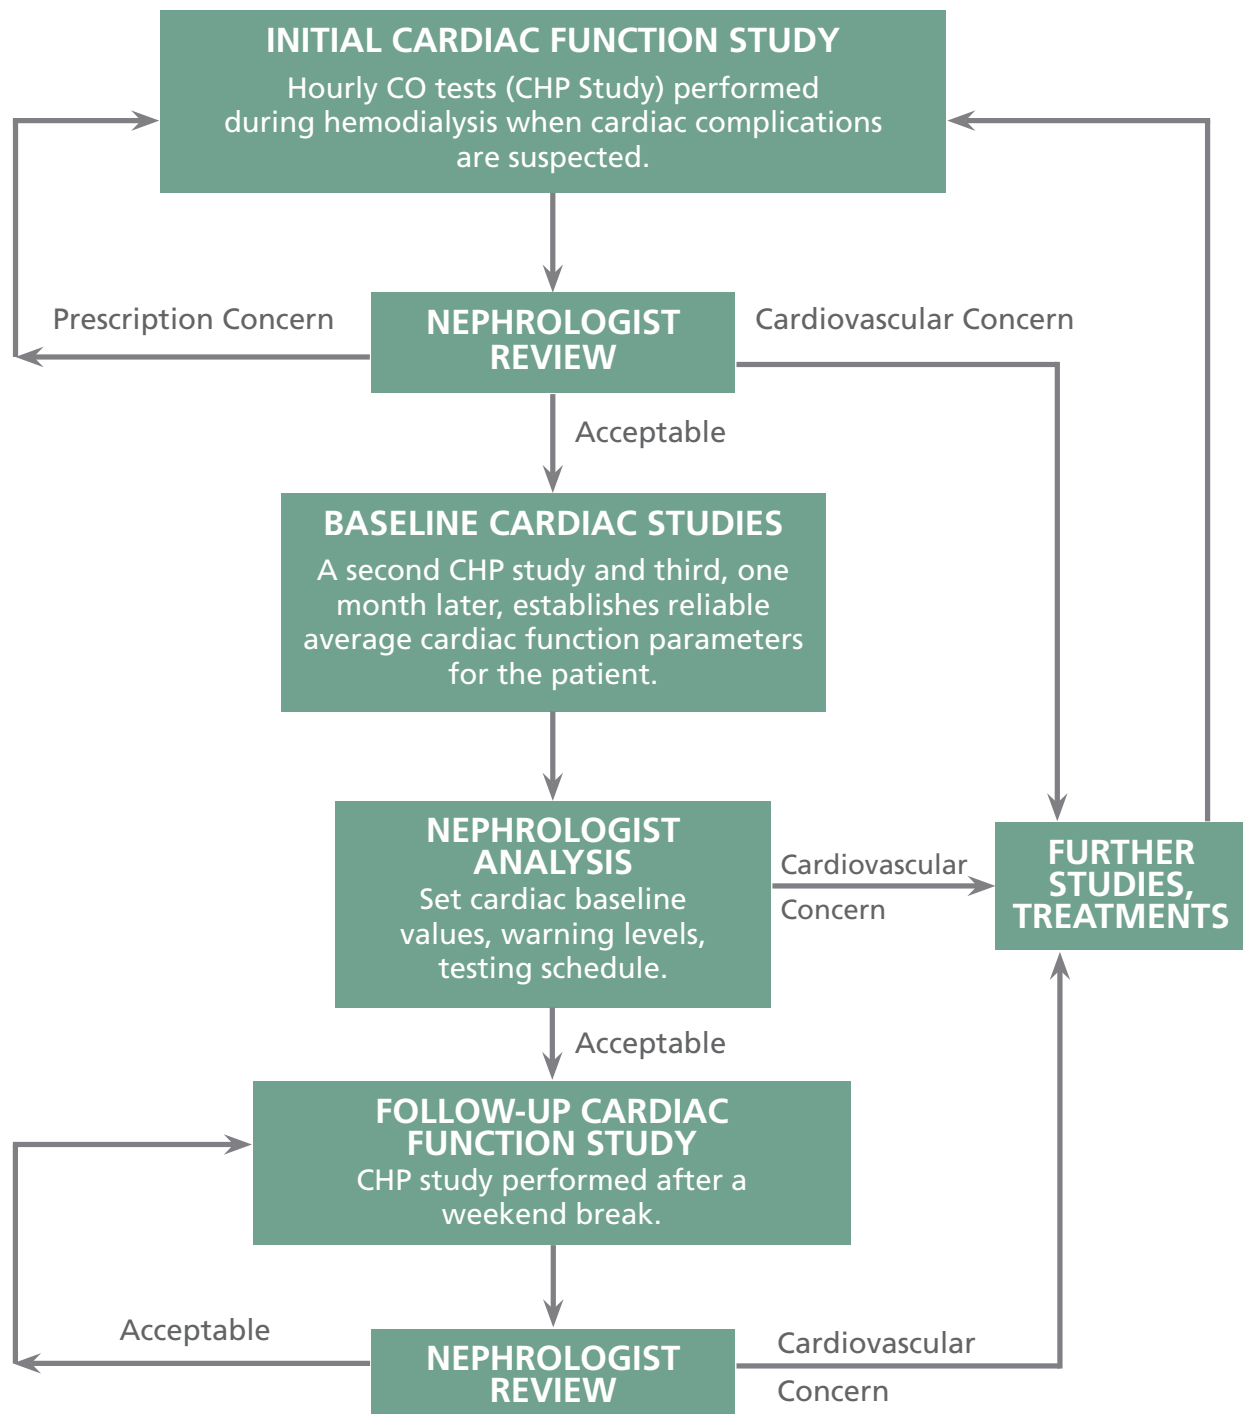 INITIAL CARDIAC FUNCTION STUDY
Hourly CO tests (CHP Study) performed
during hemodialysis when cardiac complications
are suspected.
Prescription Concern
NEPHROLOGIST
REVIEW
Cardiovascular Concern
Acceptable
BASELINE CARDIAC STUDIES
A second CHP study and third, one
month later, establishes reliable
average cardiac function parameters
for the patient.
NEPHROLOGIST
ANALYSIS
Set cardiac baseline
values, warning levels,
testing schedule.
Cardiovascular
Concern
FURTHER
STUDIES,
TREATMENTS
Acceptable
FOLLOW-UP CARDIAC
FUNCTION STUDY
CHP study performed after a
weekend break.
Acceptable
NEPHROLOGIST
REVIEW
Cardiovascular
Concern